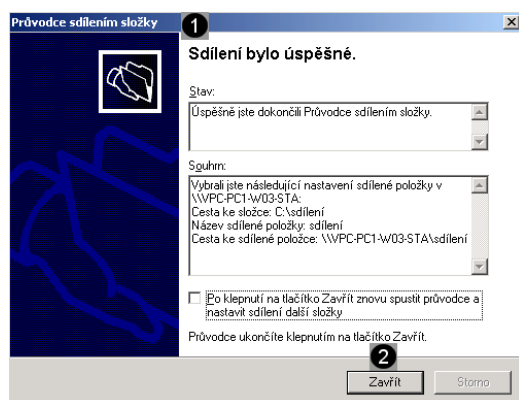 Průvodce sdílením složky
1
Sdílení bylo úspěšné.
Stav:
Úspěšně jste dokončili Průvodce sdílením složky.
Souhrn:
Vybrali jste následující nastavení sdílené položky v
\\VPC-PC1-W03-STA:
Cesta ke složce: C:\sdílení
Název sdílené položky: sdílení
Cesta ke sdílené položce: \\VPC-PC1-W03-STA\sdílení
Po klepnutí na tlačítko Zavřít znovu spustit průvodce a
nastavit sdílení další složky
Průvodce ukončíte klepnutím na tlačítko Zavřít.
2
Zavřít
Storno